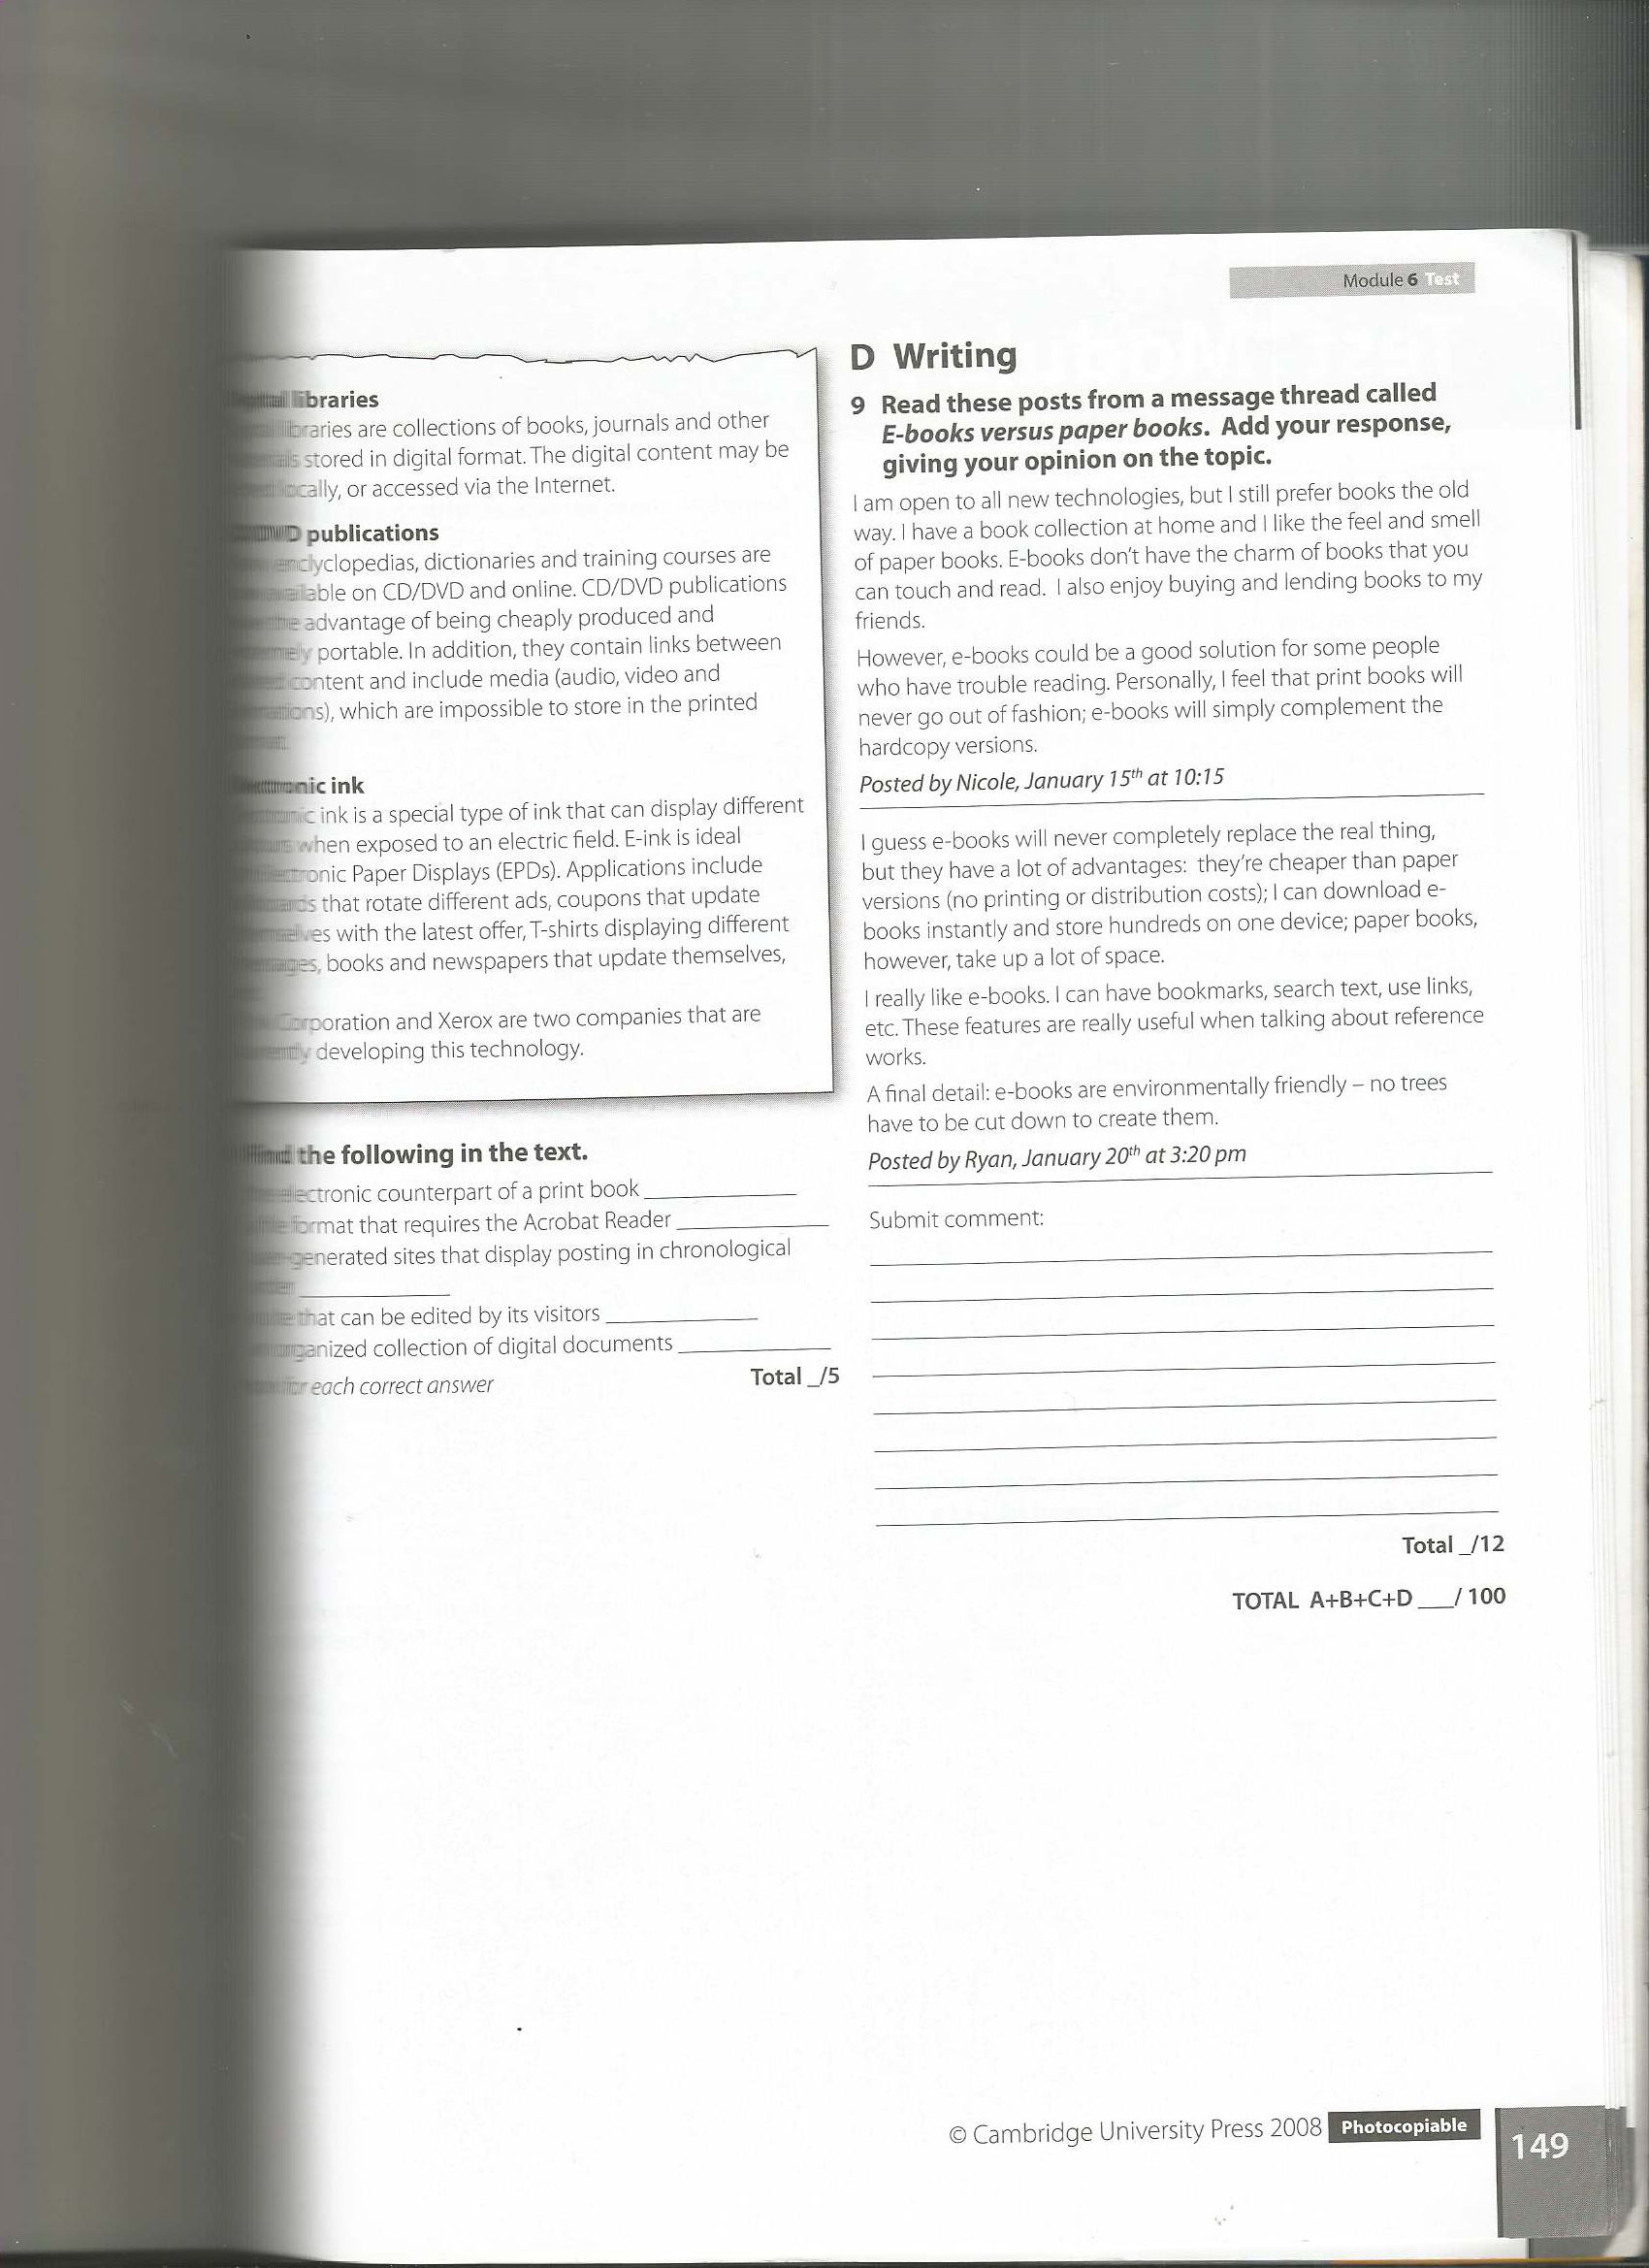 Module 6 Test
libraries
are collections of books, journals and other
stored in digital format. The digital content may be
locally, or accessed via the Internet.
publications
encyclopedias, dictionaries and training courses are
available on CD/DVD and online. CD/DVD publications
the advantage of being cheaply produced and
portable. In addition, they contain links between
content and include media (audio, video and
which are impossible to store in the printed
ink
ink is a special type of ink that can display different
when exposed to an electric field. E-ink is ideal
Electronic Paper Displays (EPDs). Applications include
that rotate different ads, coupons that update
with the latest offer, T-shirts displaying different
books and newspapers that update themselves,
Corporation and Xerox are two companies that are
developing this technology.
Find the following in the text.
electronic counterpart of a print book
format that requires the Acrobat Reader
generated sites that display posting in chronological
that can be edited by its visitors
organized collection of digital documents
for each correct answer Total _/5
D Writing
9 Read these posts from a message thread called
E-books versus paper books. Add your response,
giving your opinion on the topic.
I am open to all new technologies, but I still prefer books the old
way. I have a book collection at home and I like the feel and smell
of paper books. E-books don't have the charm of books that you
can touch and read. I also enjoy buying and lending books to my
friends.
However, e-books could be a good solution for some people
who have trouble reading. Personally, I feel that print books will
never go out of fashion; e-books will simply complement the
hardcopy versions.
Posted by Nicole, January 15th at 10:15
I guess e-books will never completely replace the real thing,
but they have a lot of advantages: they're cheaper than paper
versions (no printing or distribution costs); I can download e-
books instantly and store hundreds on one device; paper books,
however, take up a lot of space.
I really like e-books. I can have bookmarks, search text, use links,
etc. These features are really useful when talking about reference
works.
A final detail: e-books are environmentally friendly – no trees
have to be cut down to create them.
Posted by Ryan, January 20th at 3:20 pm
Submit comment:
Total _/12
TOTAL A+B+C+D ___/ 100
© Cambridge University Press 2008 Photocopiable
149